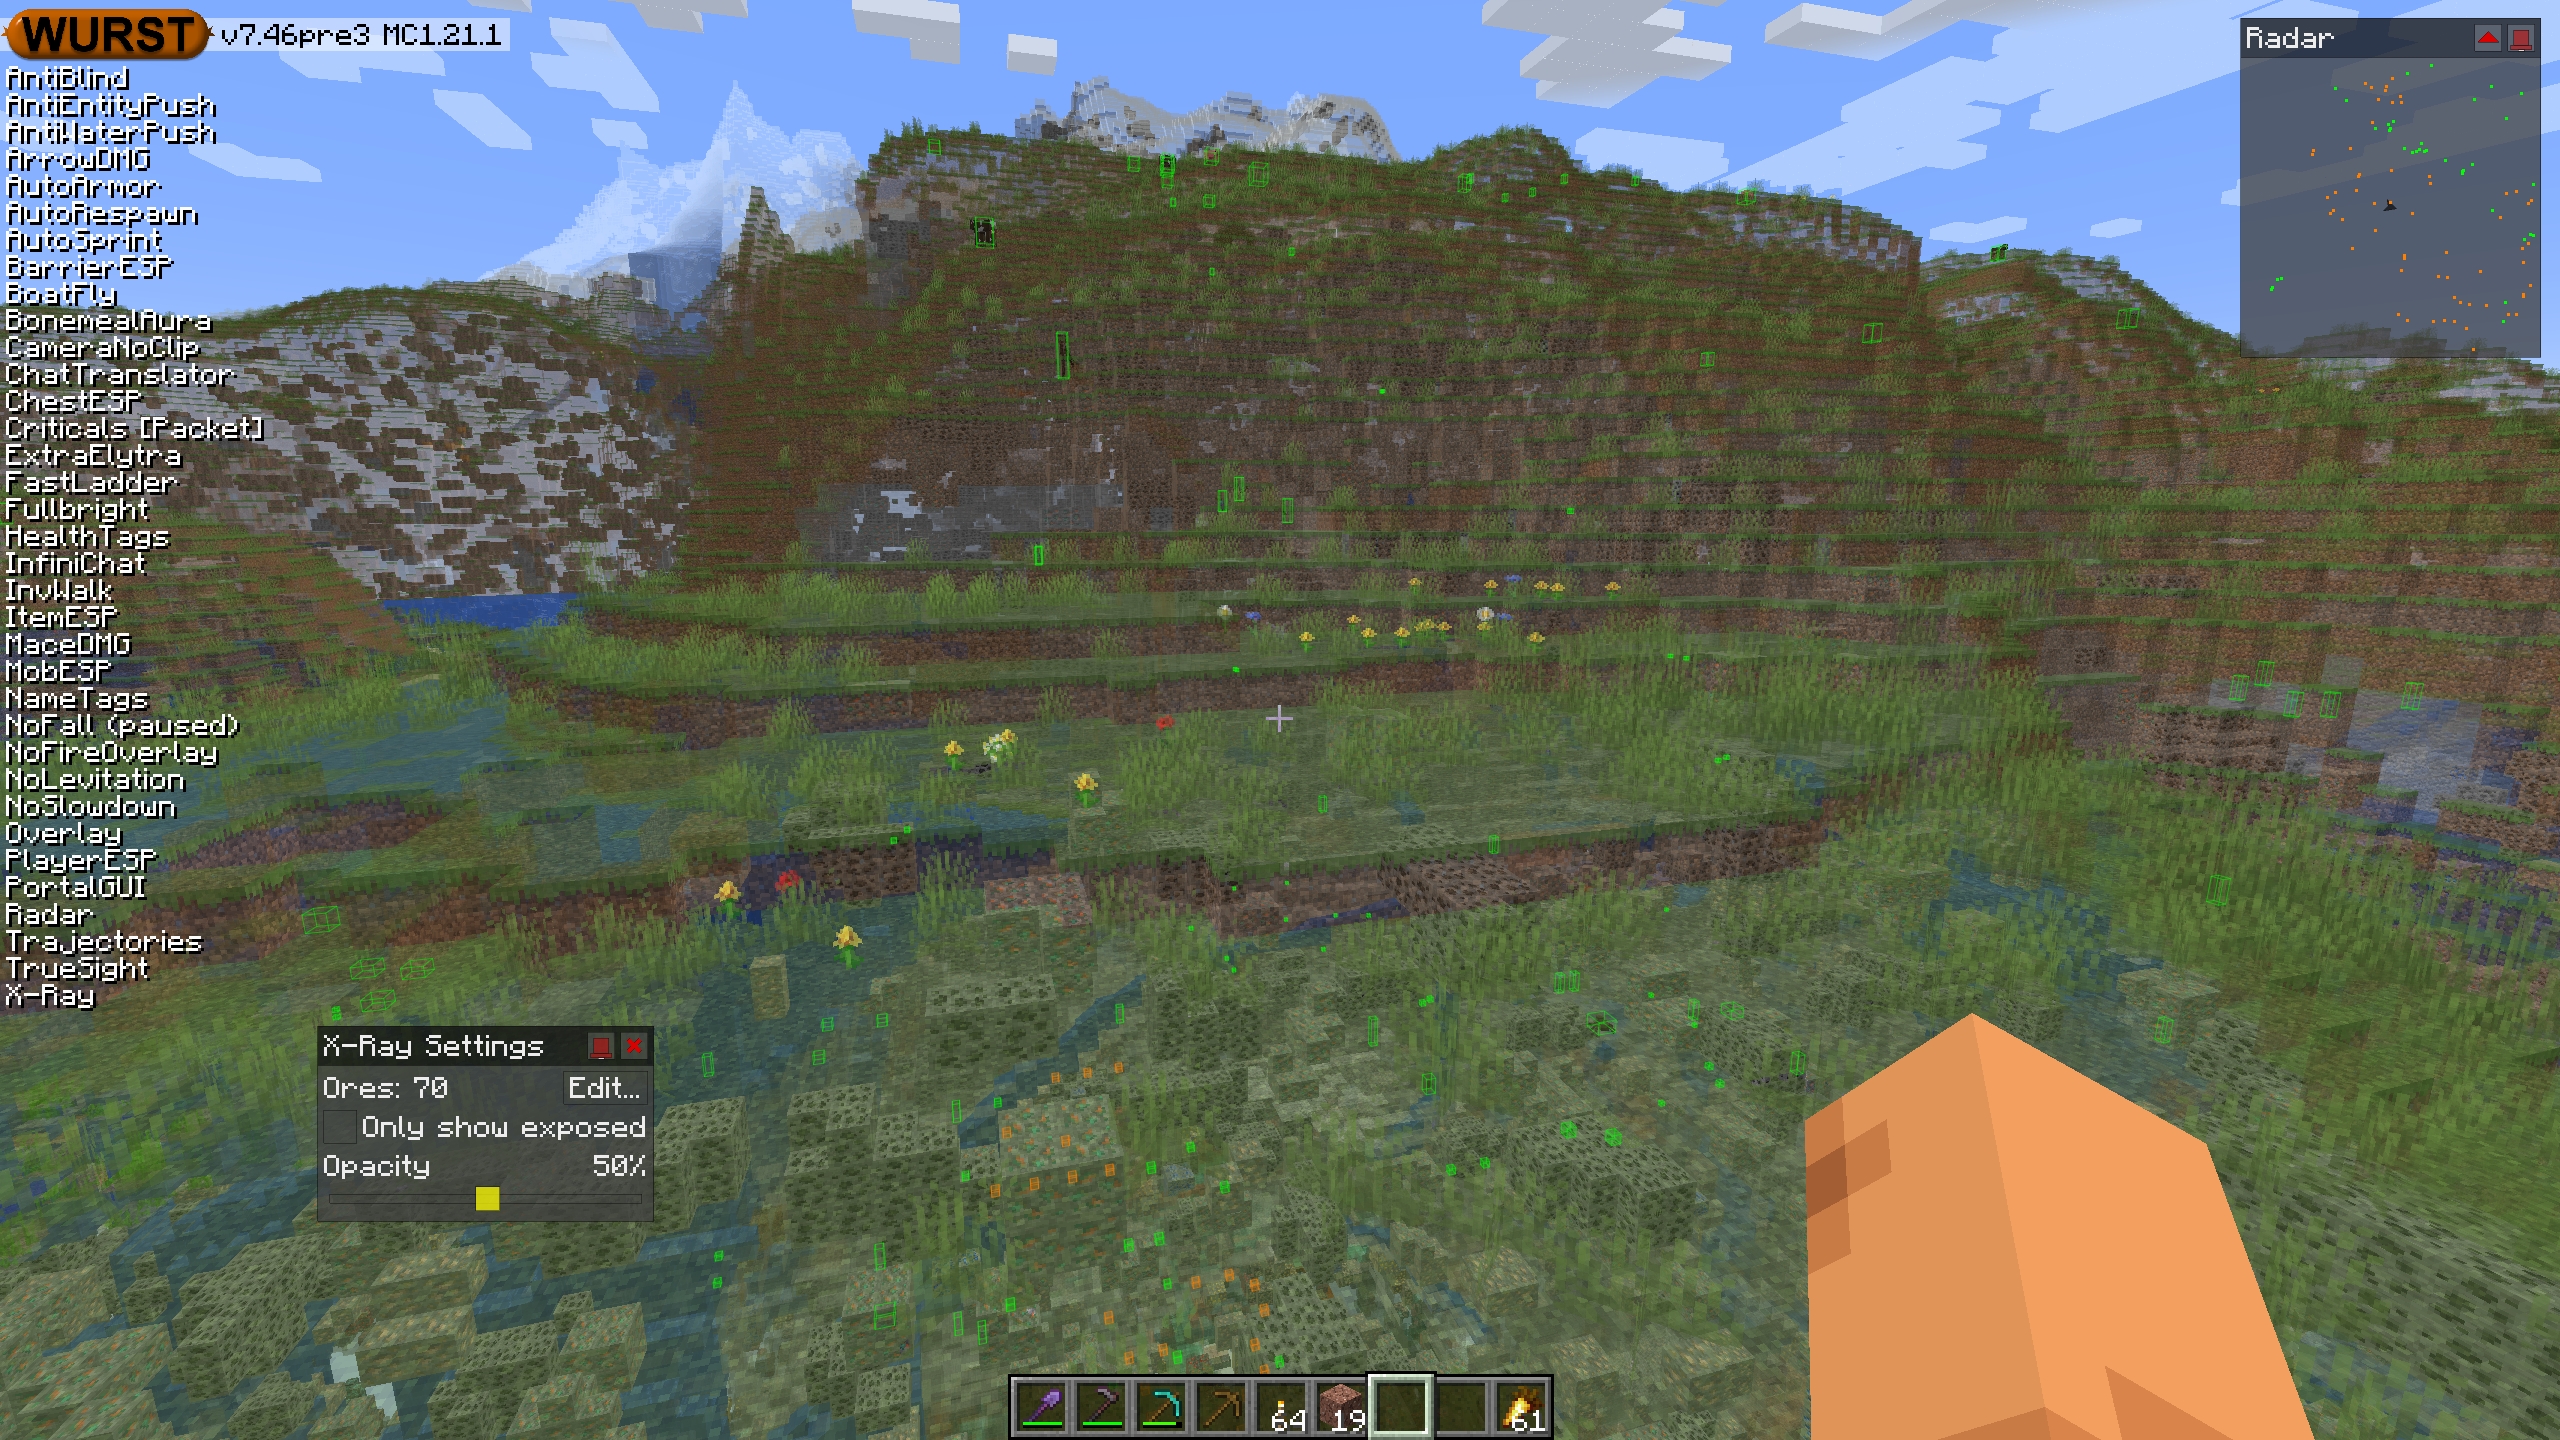 WURST v7.46pre3 MC1.21.1
Radar
AntiBlind
AntiEntityPush
AntiWaterPush
ArrowDMG
AutoArmor
AutoRespawn
AutoSprint
BarrierESP
BoatFly
BonemealAura
CameraNoClip
ChatTranslator
ChestESP
Criticals [Packet]
ExtraElytra
FastLadder
Fullbright
HealthTags
InfiniChat
InvWalk
ItemESP
MaceDMG
MobESP
NameTags
NoFall (paused)
NoFireOverlay
NoLevitation
NoSlowdown
Overlay
PlayerESP
PortalGUI
Radar
Trajectories
TrueSight
X-Ray
X-Ray Settings
Ores: 70 Edit...
Only show exposed
Opacity 50%
64 19 61